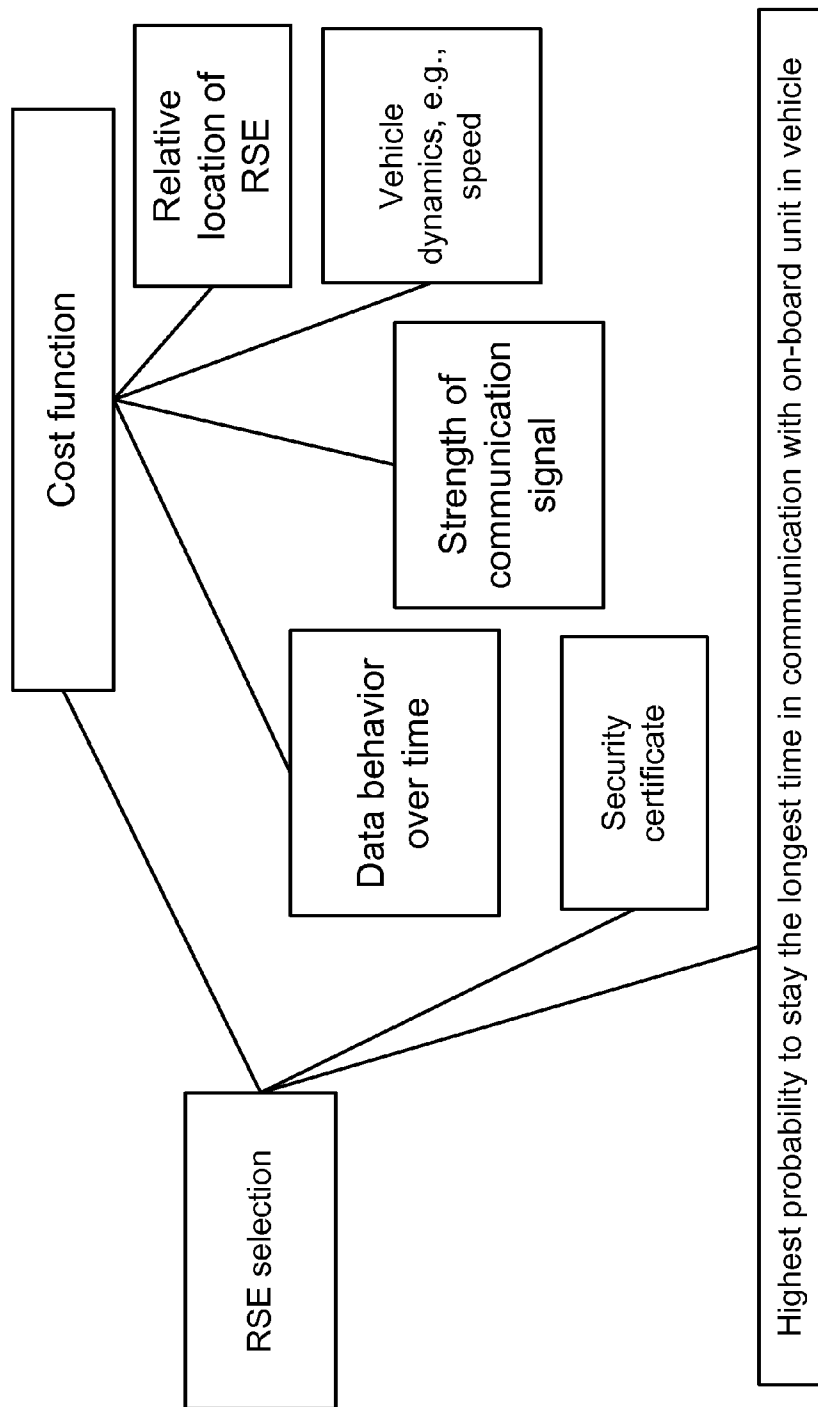 RSE selection
Cost function
Data behavior
over time
Strength of
communication
signal
Relative
location of
RSE
Vehicle
dynamics, e.g.,
speed
Security
certificate
Highest probability to stay the longest time in communication with on-board unit in vehicle